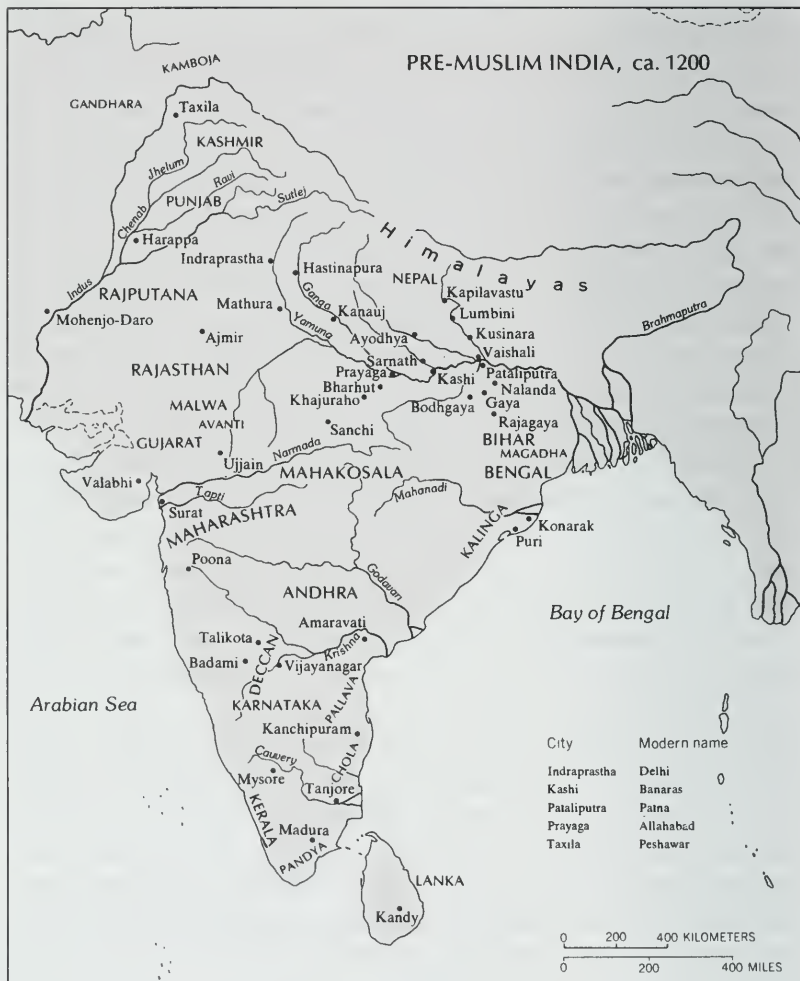 PRE-MUSLIM INDIA, ca. 1200
KAMBOJA
GANDHARA
Taxila
KASHMIR
Jhelum
Ravi
PUNJAB
Sutlej
Chenab
Harappa
Himalayas
Indraprastha
Hastinapura
NEPAL
Indus
RAJPUTANA
Ganga
Kapilavastu
Mohenjo-Daro
Mathura
Kanauj
Lumbini
Brahmaputra
Ajmir
Yamuna
Ayodhya
Kusinara
Sarnath
Vaishali
RAJASTHAN
Prayaga
Kashi
Pataliputra
Bharhut
Nalanda
MALWA
Khajuraho
Bodhgaya
Gaya
AVANTI
Sanchi
Rajagaya
GUJARAT
BIHAR
Narmada
MAGADHA
Ujjain
MAHAKOSALA
BENGAL
Valabhi
Tapti
Mahanadi
Surat
MAHARASHTRA
KALINGA
Konarak
Puri
Poona
Godavari
ANDHRA
Bay of Bengal
Amaravati
Talikota
Krishna
Badami
DECCAN
Vijayanagar
Arabian Sea
KARNATAKA
PALLAVA
Kanchipuram
Cauvery
CHOLA
Mysore
Tanjore
KERALA
Madura
PANDYA
LANKA
Kandy
City Modern name
Indraprastha Delhi
Kashi Banaras
Pataliputra Patna
Prayaga Allahabad
Taxila Peshawar
0 200 400 KILOMETERS
0 200 400 MILES